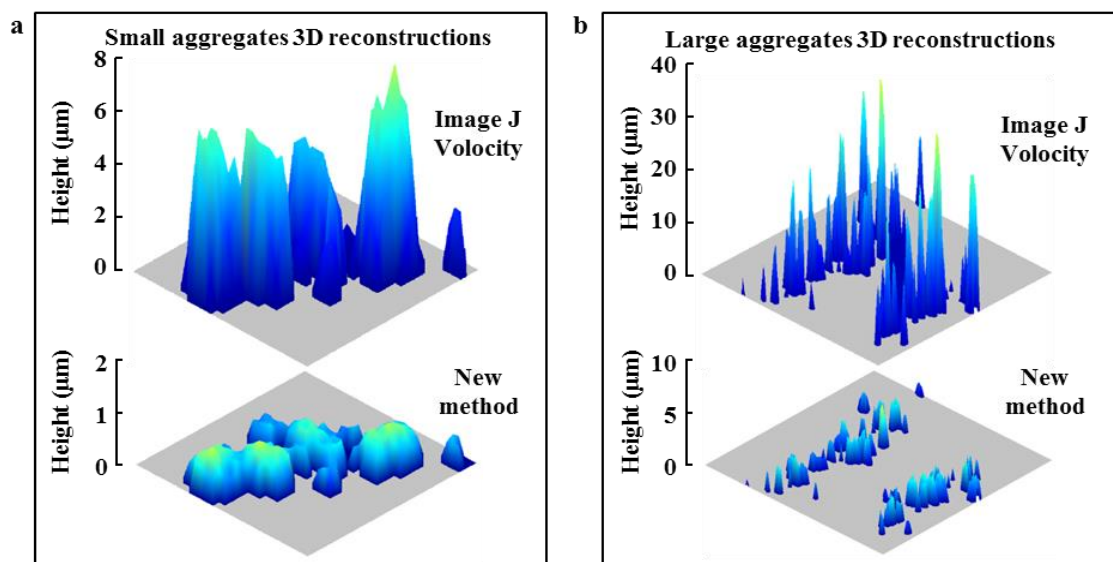 a
Small aggregates 3D reconstructions
8
6
4
2
0
Height (µm)
Image J
Volocity
2
1
0
Height (µm)
New
method
b
Large aggregates 3D reconstructions
40
30
20
10
0
Height (µm)
Image J
Volocity
10
5
0
Height (µm)
New
method